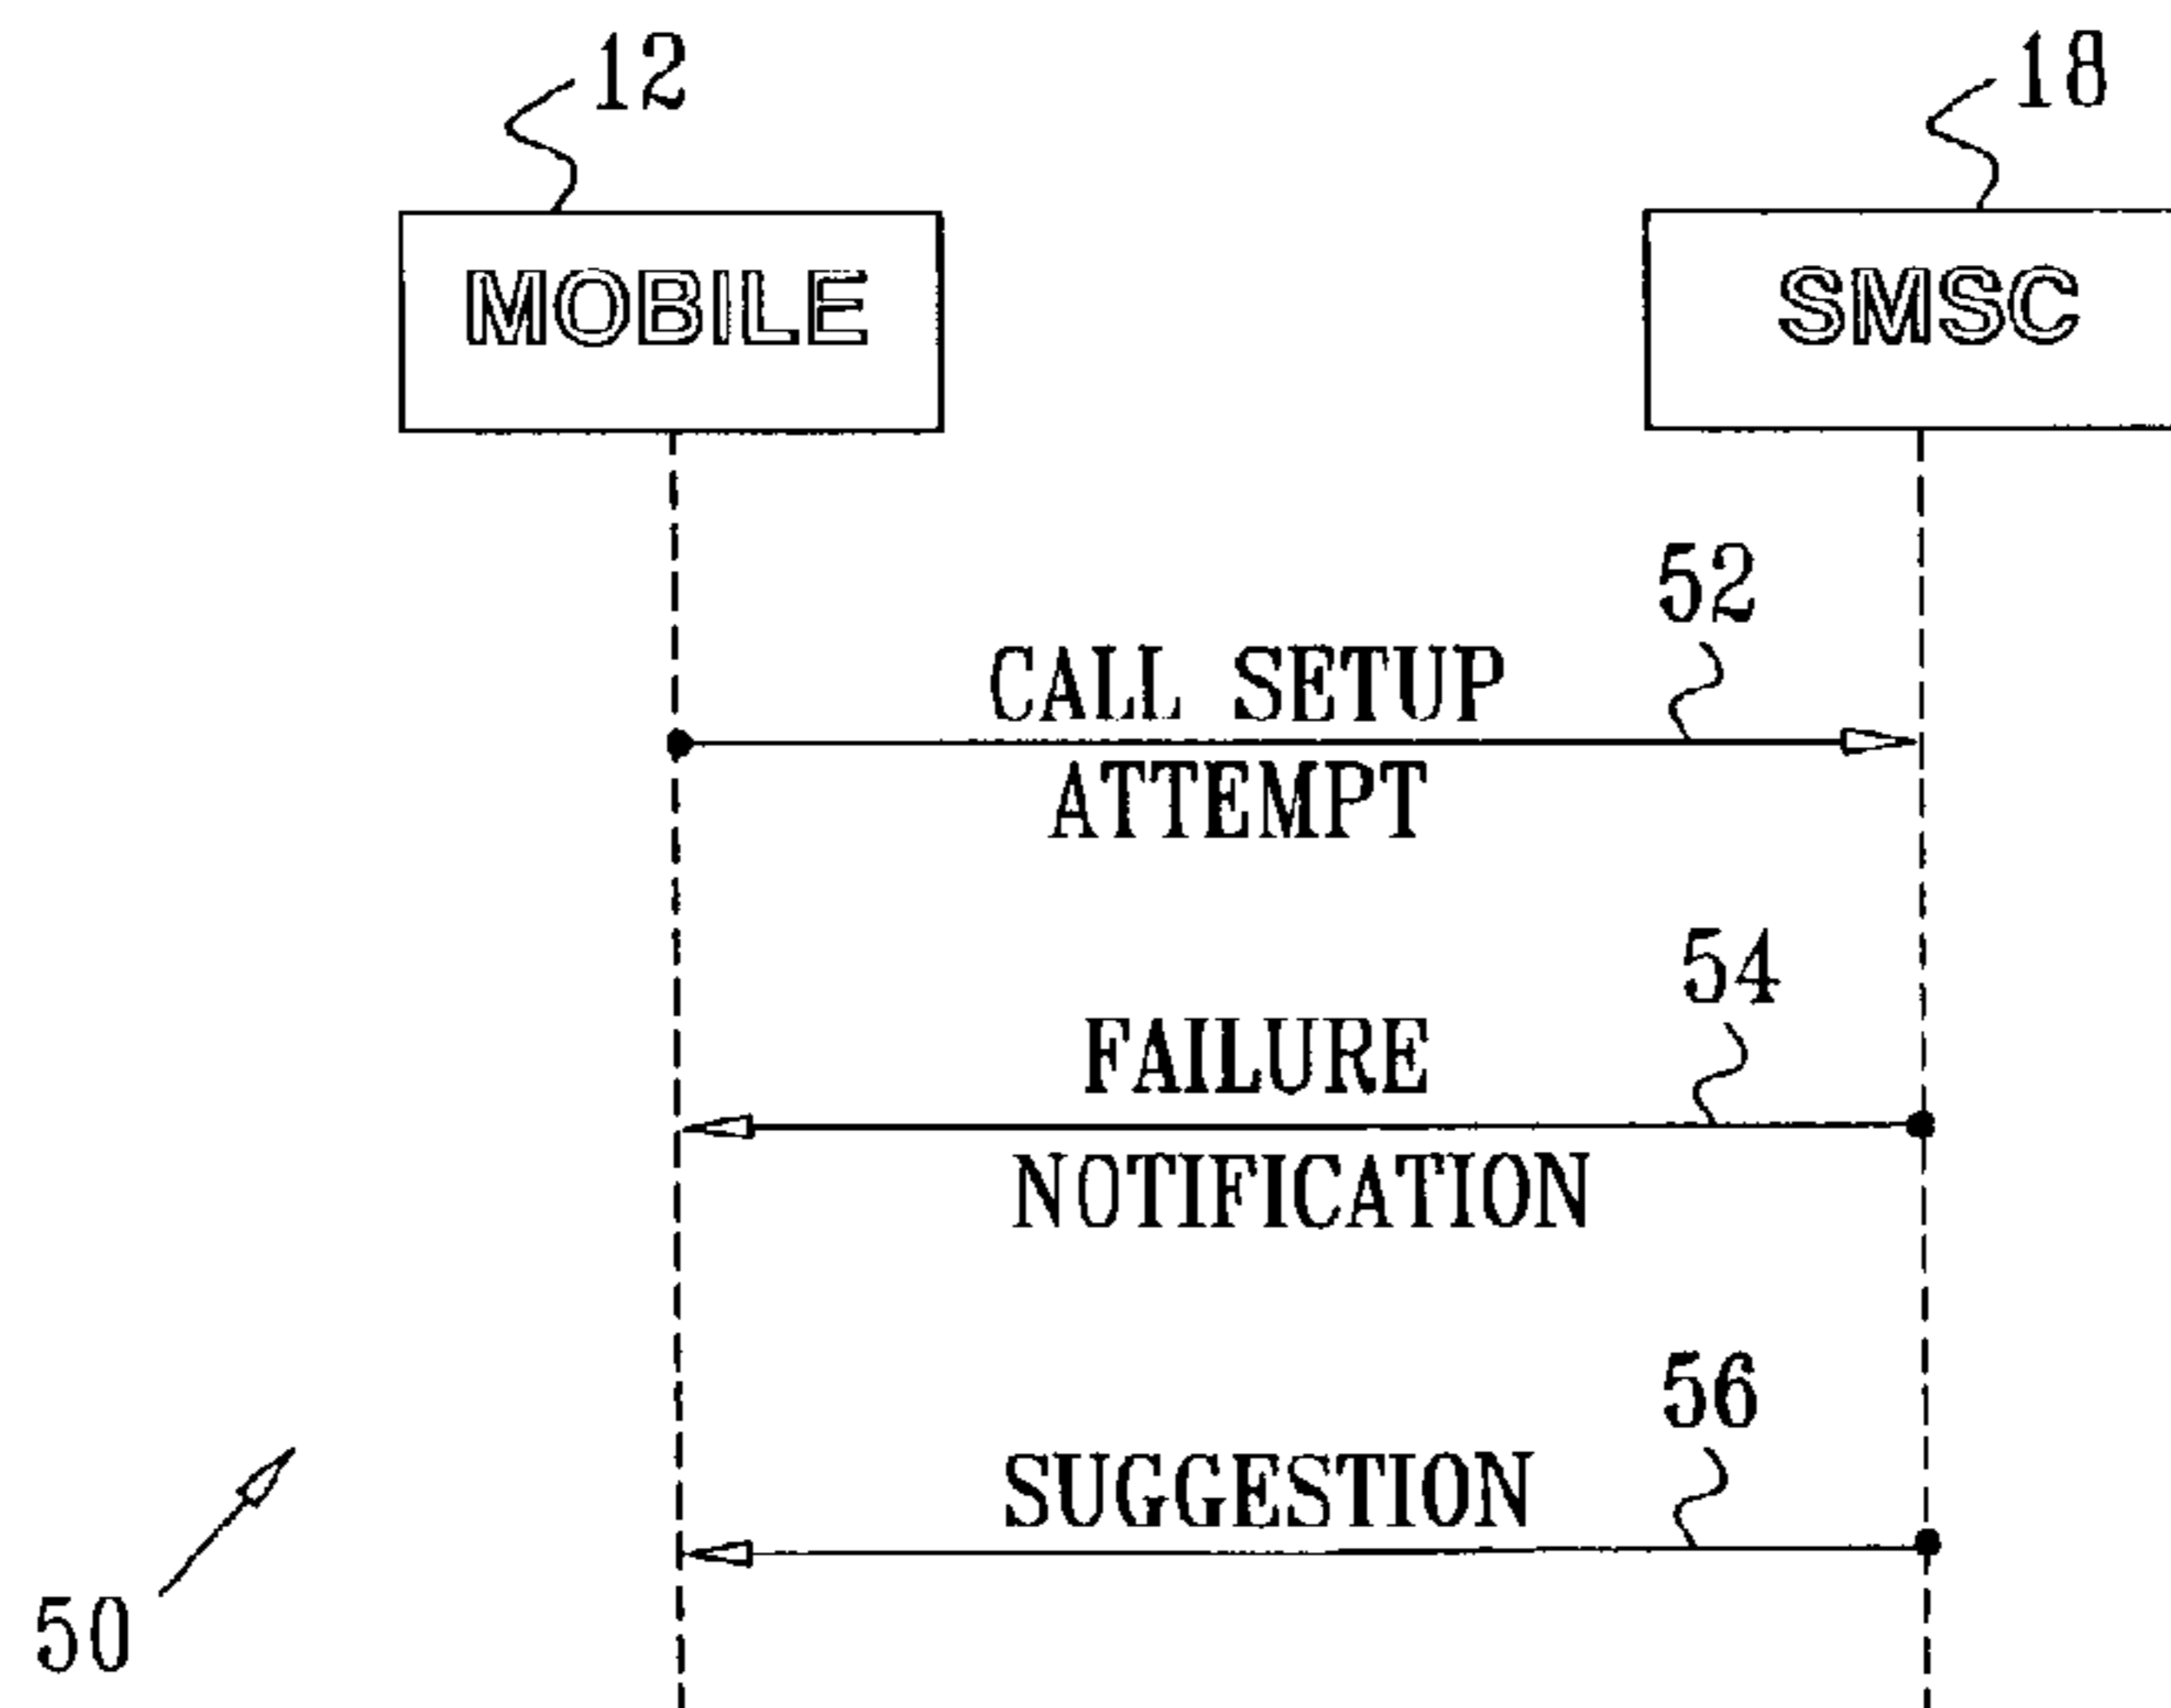 12
18
MOBILE
SMSC
52
CALL SETUP
ATTEMPT
54
FAILURE
NOTIFICATION
56
SUGGESTION
50